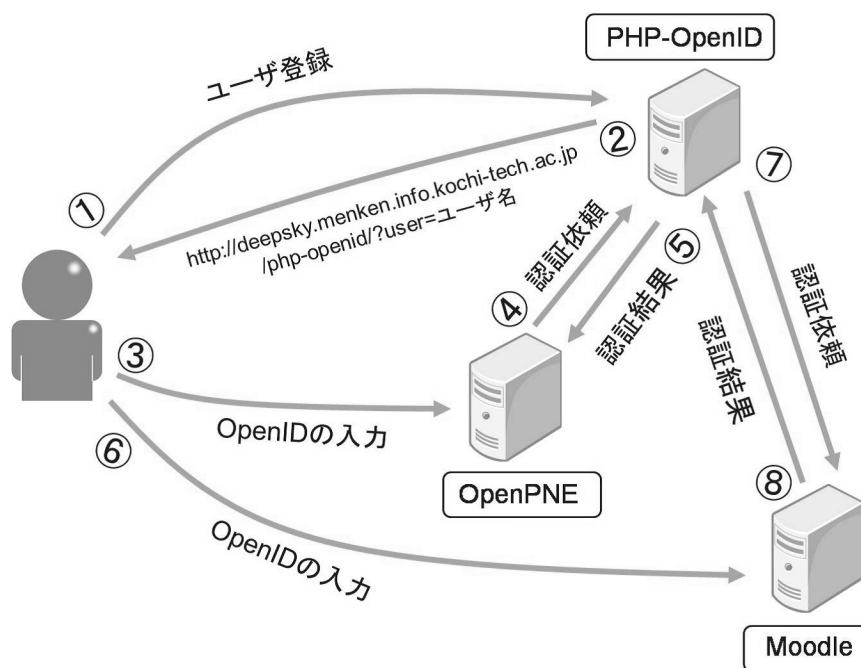 PHP-OpenID
ユーザ登録
①
②
http://deepsky.menken.info.kochi-tech.ac.jp
/php-openid/?user=ユーザ名
⑦
④
認証依頼
⑤
認証結果
認証依頼
認証結果
③
OpenIDの入力
OpenPNE
⑥
OpenIDの入力
⑧
Moodle